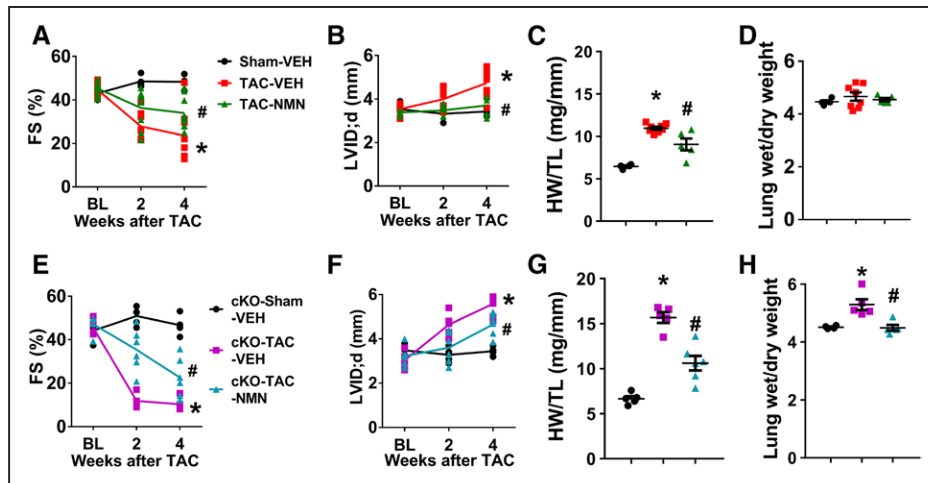 A
FS (%)
60
40
20
0
BL 2 4
Weeks after TAC
#
*
Sham-VEH
TAC-VEH
TAC-NMN
B
LVID;d (mm)
6
4
2
0
BL 2 4
Weeks after TAC
*
#
C
HW/TL (mg/mm)
20
15
10
5
0
*
#
D
Lung wet/dry weight
6
4
2
0
E
FS (%)
60
40
20
0
BL 2 4
Weeks after TAC
#
*
cKO-Sham
-VEH
cKO-TAC
-VEH
cKO-TAC
-NMN
F
LVID;d (mm)
6
4
2
0
BL 2 4
Weeks after TAC
*
#
G
HW/TL (mg/mm)
20
15
10
5
0
*
#
H
Lung wet/dry weight
6
4
2
0
*
#